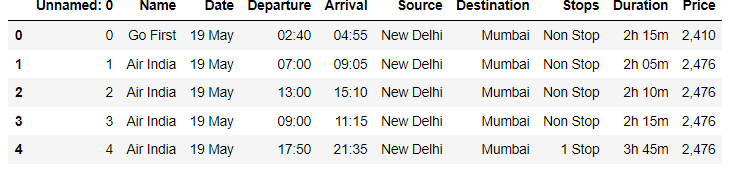 Unnamed: 0 Name Date Departure Arrival Source Destination Stops Duration Price
0 0 Go First 19 May 02:40 04:55 New Delhi Mumbai Non Stop 2h 15m 2,410
1 1 Air India 19 May 07:00 09:05 New Delhi Mumbai Non Stop 2h 05m 2,476
2 2 Air India 19 May 13:00 15:10 New Delhi Mumbai Non Stop 2h 10m 2,476
3 3 Air India 19 May 09:00 11:15 New Delhi Mumbai Non Stop 2h 15m 2,476
4 4 Air India 19 May 17:50 21:35 New Delhi Mumbai 1 Stop 3h 45m 2,476